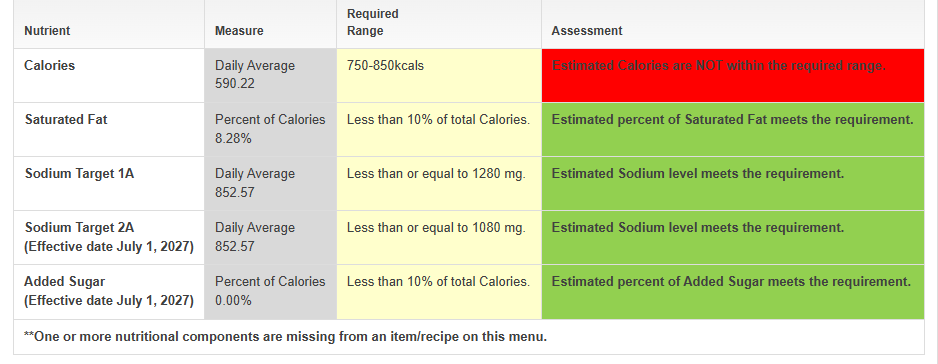 Nutrient Measure Required Range Assessment
Calories Daily Average 590.22 750-850kcals Estimated Calories are NOT within the required range.
Saturated Fat Percent of Calories 8.28% Less than 10% of total Calories. Estimated percent of Saturated Fat meets the requirement.
Sodium Target 1A Daily Average 852.57 Less than or equal to 1280 mg. Estimated Sodium level meets the requirement.
Sodium Target 2A (Effective date July 1, 2027) Daily Average 852.57 Less than or equal to 1080 mg. Estimated Sodium level meets the requirement.
Added Sugar (Effective date July 1, 2027) Percent of Calories 0.00% Less than 10% of total Calories. Estimated percent of Added Sugar meets the requirement.
**One or more nutritional components are missing from an item/recipe on this menu.